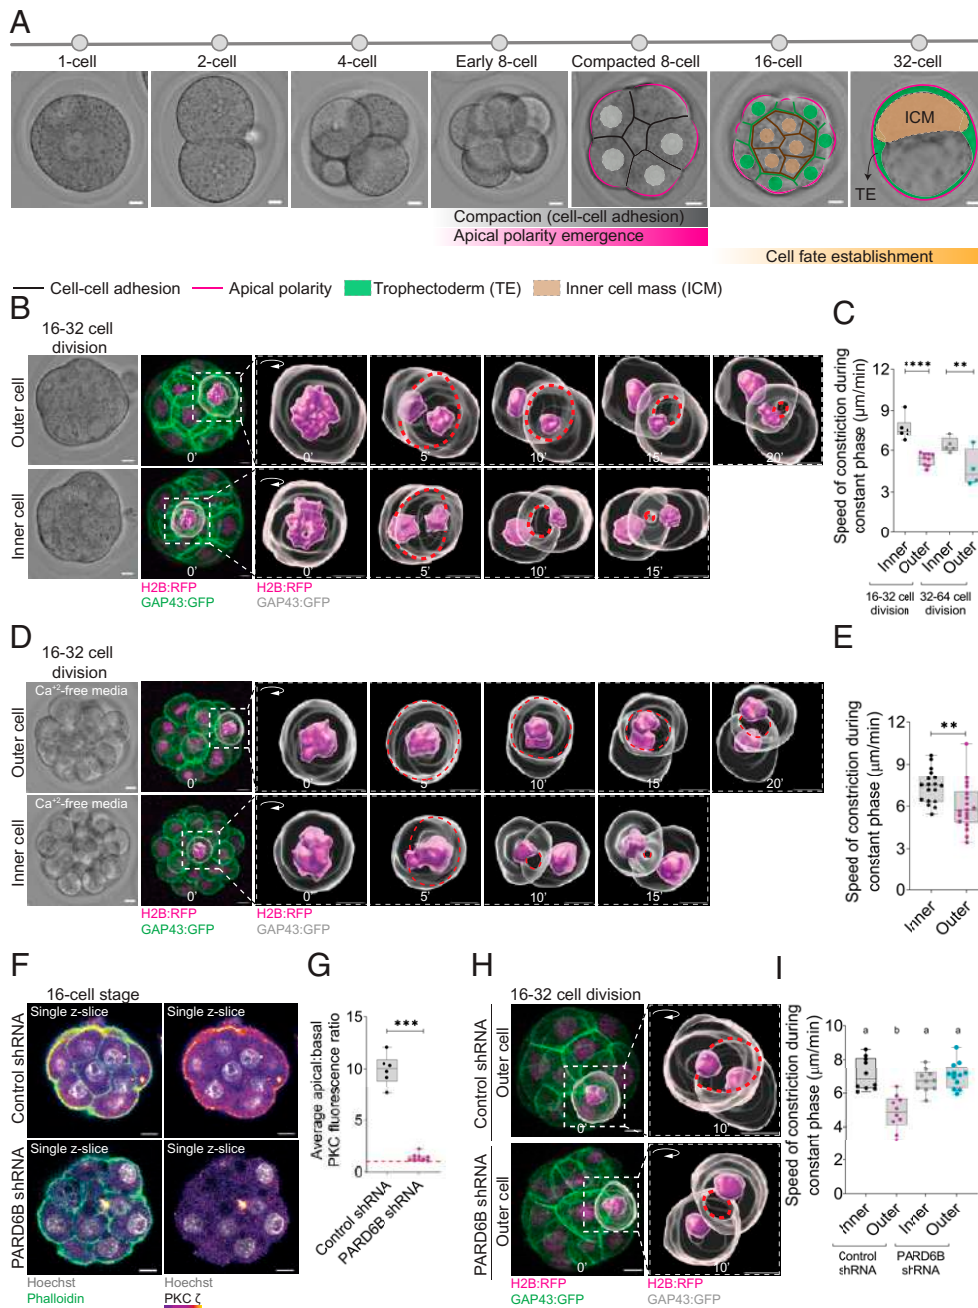 A
1-cell
2-cell
4-cell
Early 8-cell
Compacted 8-cell
16-cell
32-cell
ICM
TE
Compaction (cell-cell adhesion)
Apical polarity emergence
Cell fate establishment
Cell-cell adhesion
Apical polarity
Trophectoderm (TE)
Inner cell mass (ICM)
B
16-32 cell
division
Outer cell
0’
0’
5’
10’
15’
20’
Inner cell
0’
0’
5’
10’
15’
H2B:RFP
GAP43:GFP
H2B:RFP
GAP43:GFP
C
Speed of constriction during
constant phase (µm/min)
12
9
6
3
0
****
**
Inner
Outer
Inner
Outer
16-32 cell
division
32-64 cell
division
D
16-32 cell
division
Outer cell
Ca+2-free media
0’
0’
5’
10’
15’
20’
Inner cell
Ca+2-free media
0’
0’
5’
10’
15’
H2B:RFP
GAP43:GFP
H2B:RFP
GAP43:GFP
E
Speed of constriction during
constant phase (µm/min)
12
9
6
3
0
**
Inner
Outer
F
16-cell stage
Control shRNA
Single z-slice
Single z-slice
PARD6B shRNA
Single z-slice
Single z-slice
Hoechst
Phalloidin
Hoechst
PKC ζ
G
Average apical:basal
PKC fluorescence ratio
15
10
5
0
***
Control shRNA
PARD6B shRNA
H
16-32 cell division
Control shRNA
Outer cell
0’
10’
PARD6B shRNA
Outer cell
0’
10’
H2B:RFP
GAP43:GFP
H2B:RFP
GAP43:GFP
I
Speed of constriction during
constant phase (µm/min)
10
8
6
4
2
0
a
b
a
a
Inner
Outer
Inner
Outer
Control
shRNA
PARD6B
shRNA